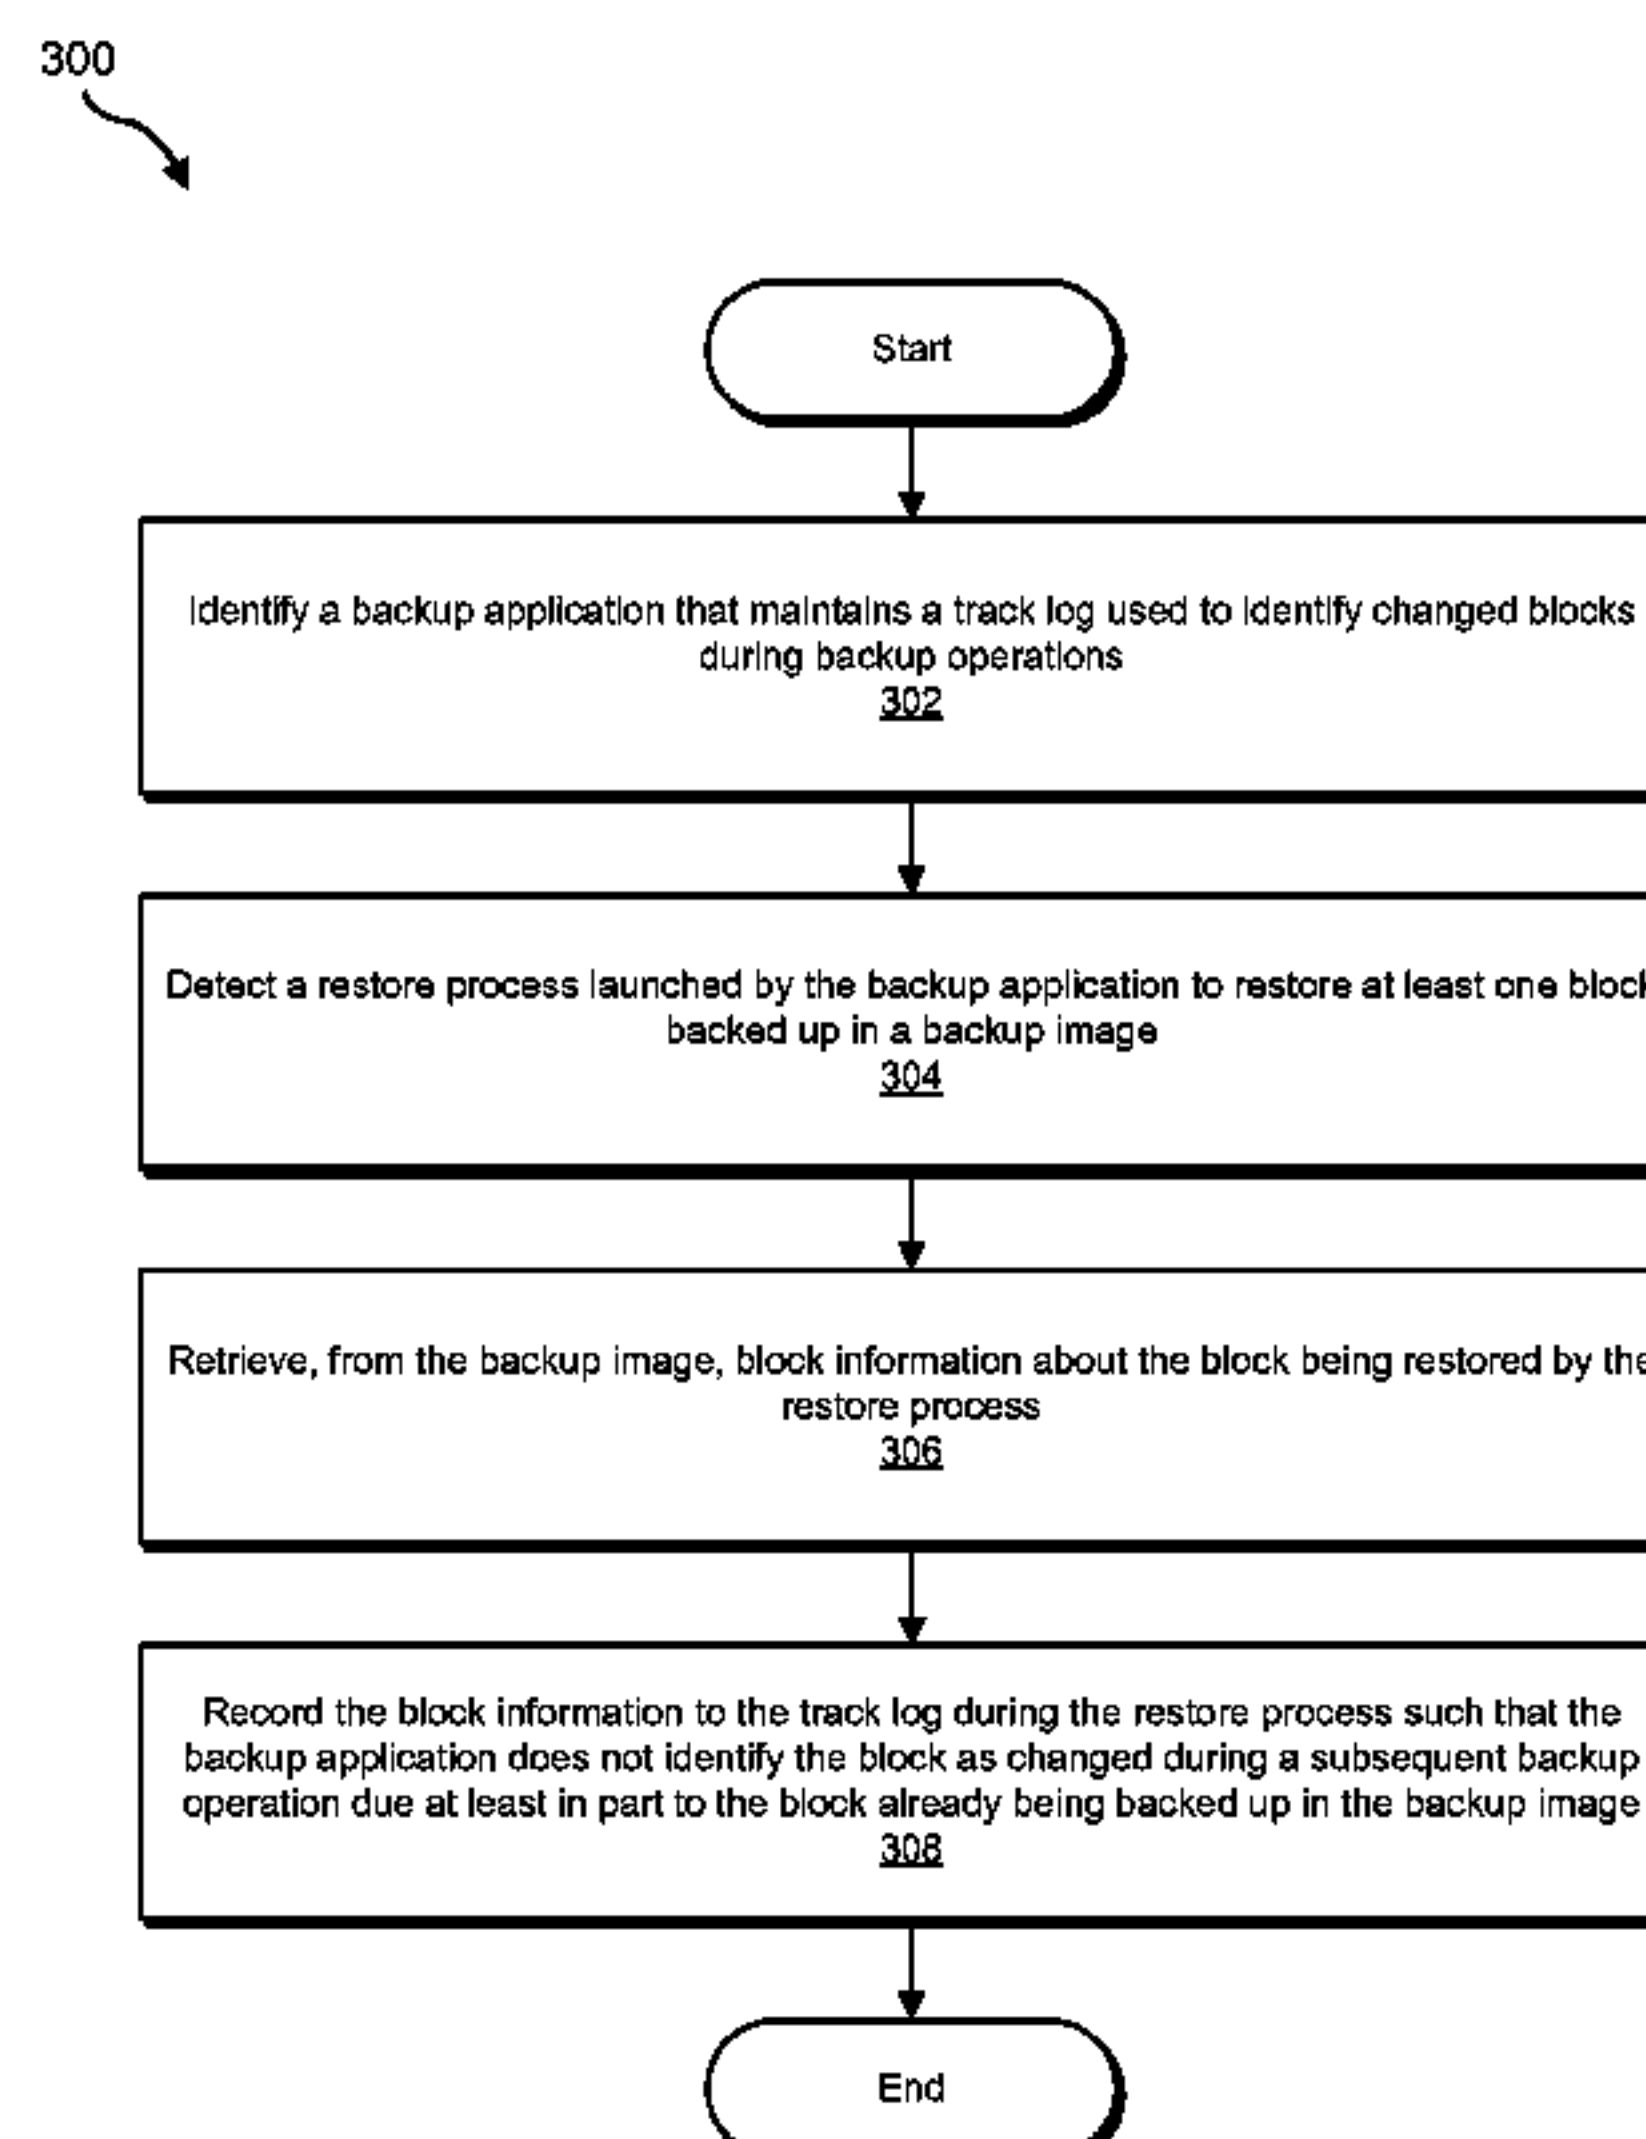 300
Start
Identify a backup application that maintains a track log used to identify changed blocks
during backup operations
302
Detect a restore process launched by the backup application to restore at least one block
backed up in a backup image
304
Retrieve, from the backup image, block information about the block being restored by the
restore process
306
Record the block information to the track log during the restore process such that the
backup application does not identify the block as changed during a subsequent backup
operation due at least in part to the block already being backed up in the backup image
308
End